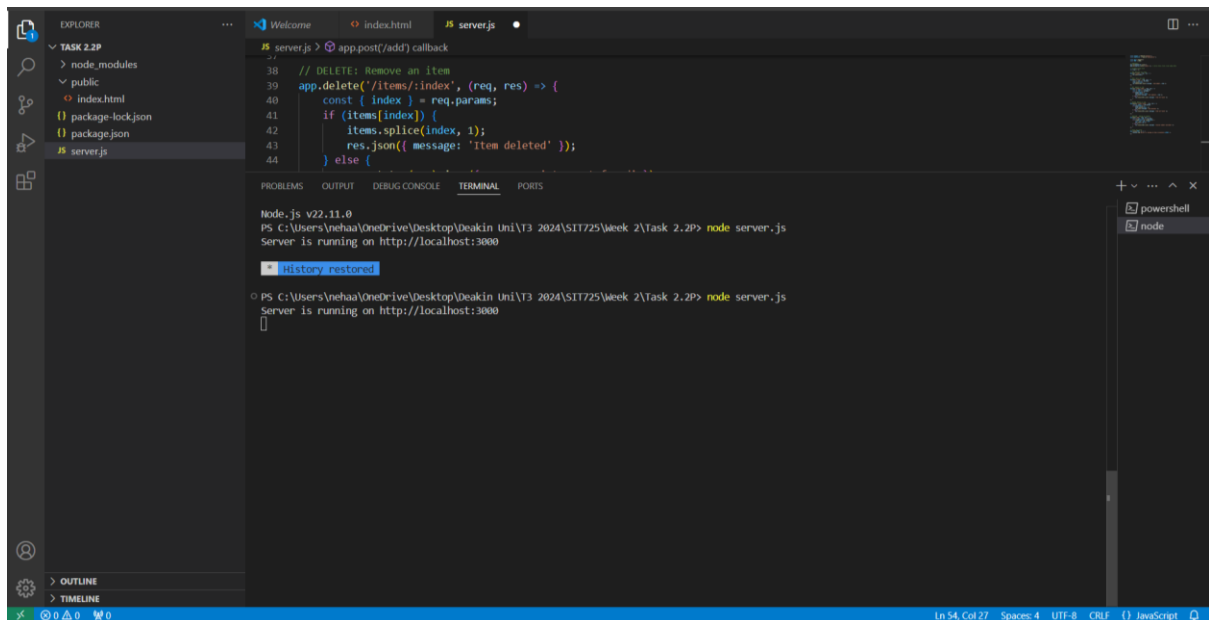 EXPLORER
Welcome
index.html
JS server.js
TASK 2.2P
JS server.js > app.post('/add') callback
node_modules
public
index.html
package-lock.json
package.json
JS server.js
37
38 // DELETE: Remove an item
39 app.delete('/items/:index', (req, res) => {
40 const { index } = req.params;
41 if (items[index]) {
42 items.splice(index, 1);
43 res.json({ message: 'Item deleted' });
44 } else {
PROBLEMS OUTPUT DEBUG CONSOLE TERMINAL PORTS
Node.js v22.11.0
PS C:\Users\nehaa\OneDrive\Desktop\Deakin Uni\T3 2024\SIT725\Week 2\Task 2.2P> node server.js
Server is running on http://localhost:3000
* History restored
PS C:\Users\nehaa\OneDrive\Desktop\Deakin Uni\T3 2024\SIT725\Week 2\Task 2.2P> node server.js
Server is running on http://localhost:3000
powershell
node
OUTLINE
TIMELINE
0 0 0 Ln 54, Col 27 Spaces: 4 UTF-8 CRLF {} JavaScript